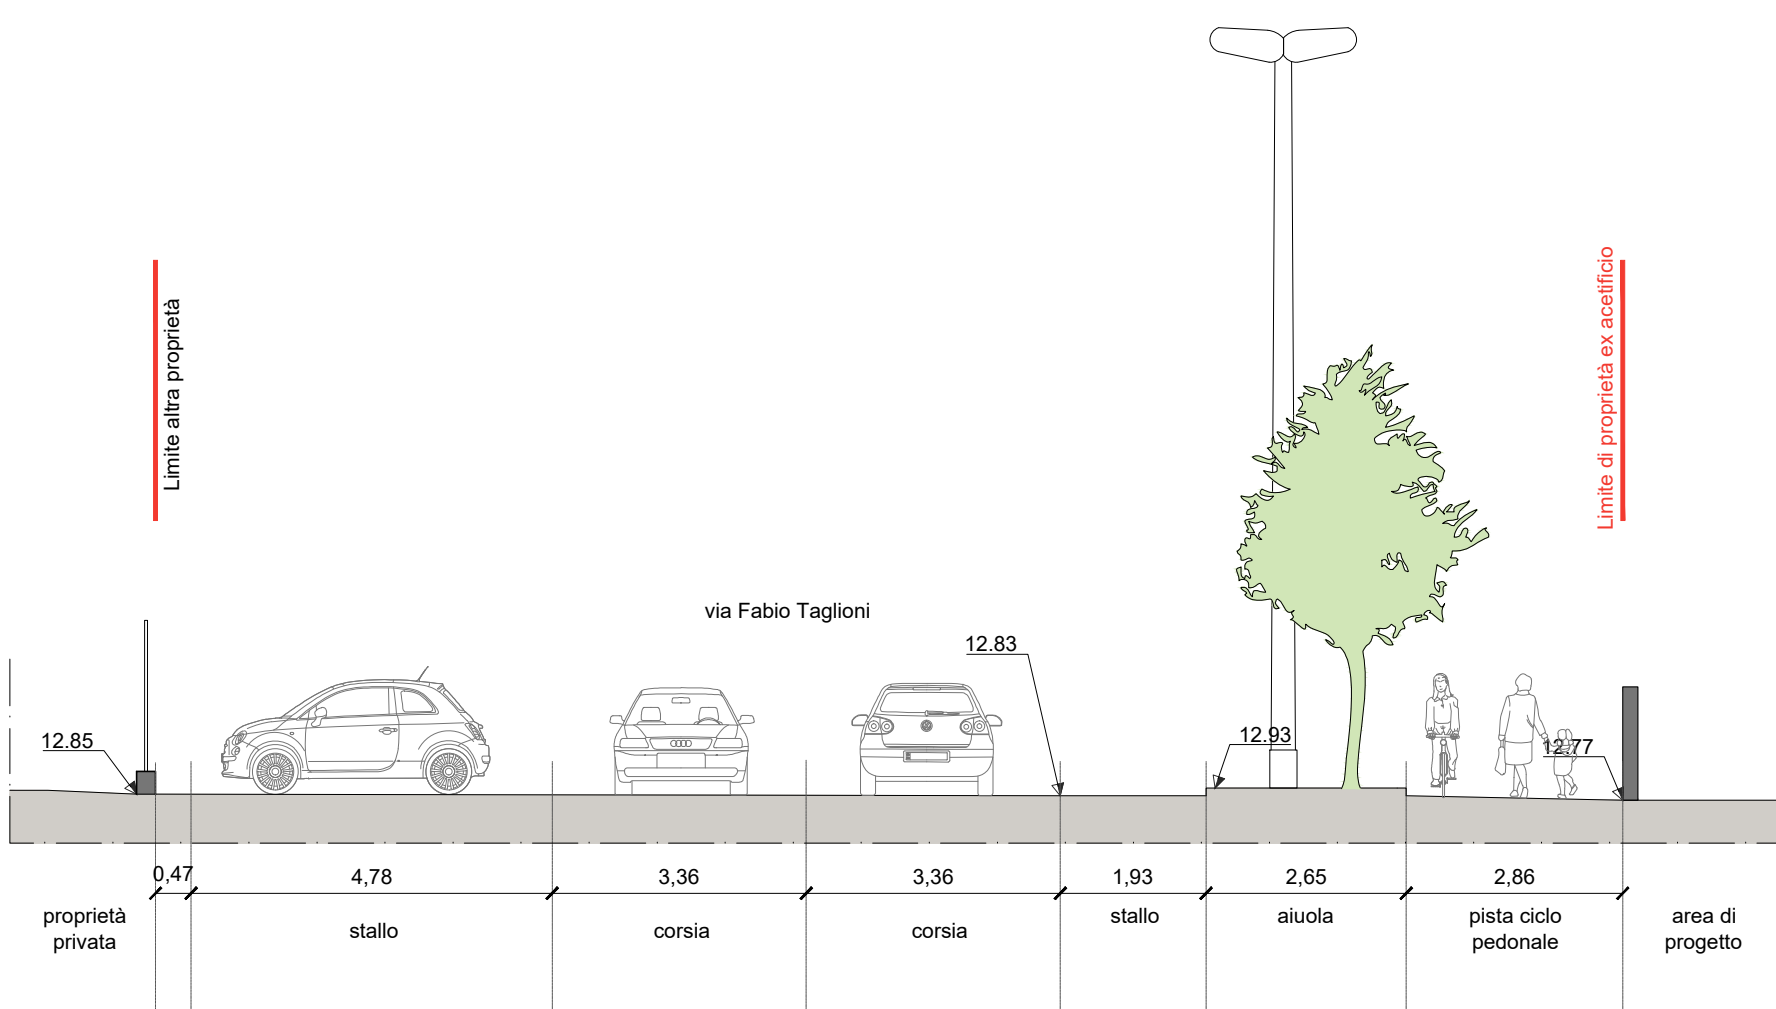 Limite altra proprietà
Limite di proprietà ex acetificio
via Fabio Taglioni
12.83
12.85
12.93
12.77
0,47
4,78
3,36
3,36
1,93
2,65
2,86
proprietà
privata
stallo
corsia
corsia
stallo
aiuola
pista ciclo
pedonale
area di
progetto